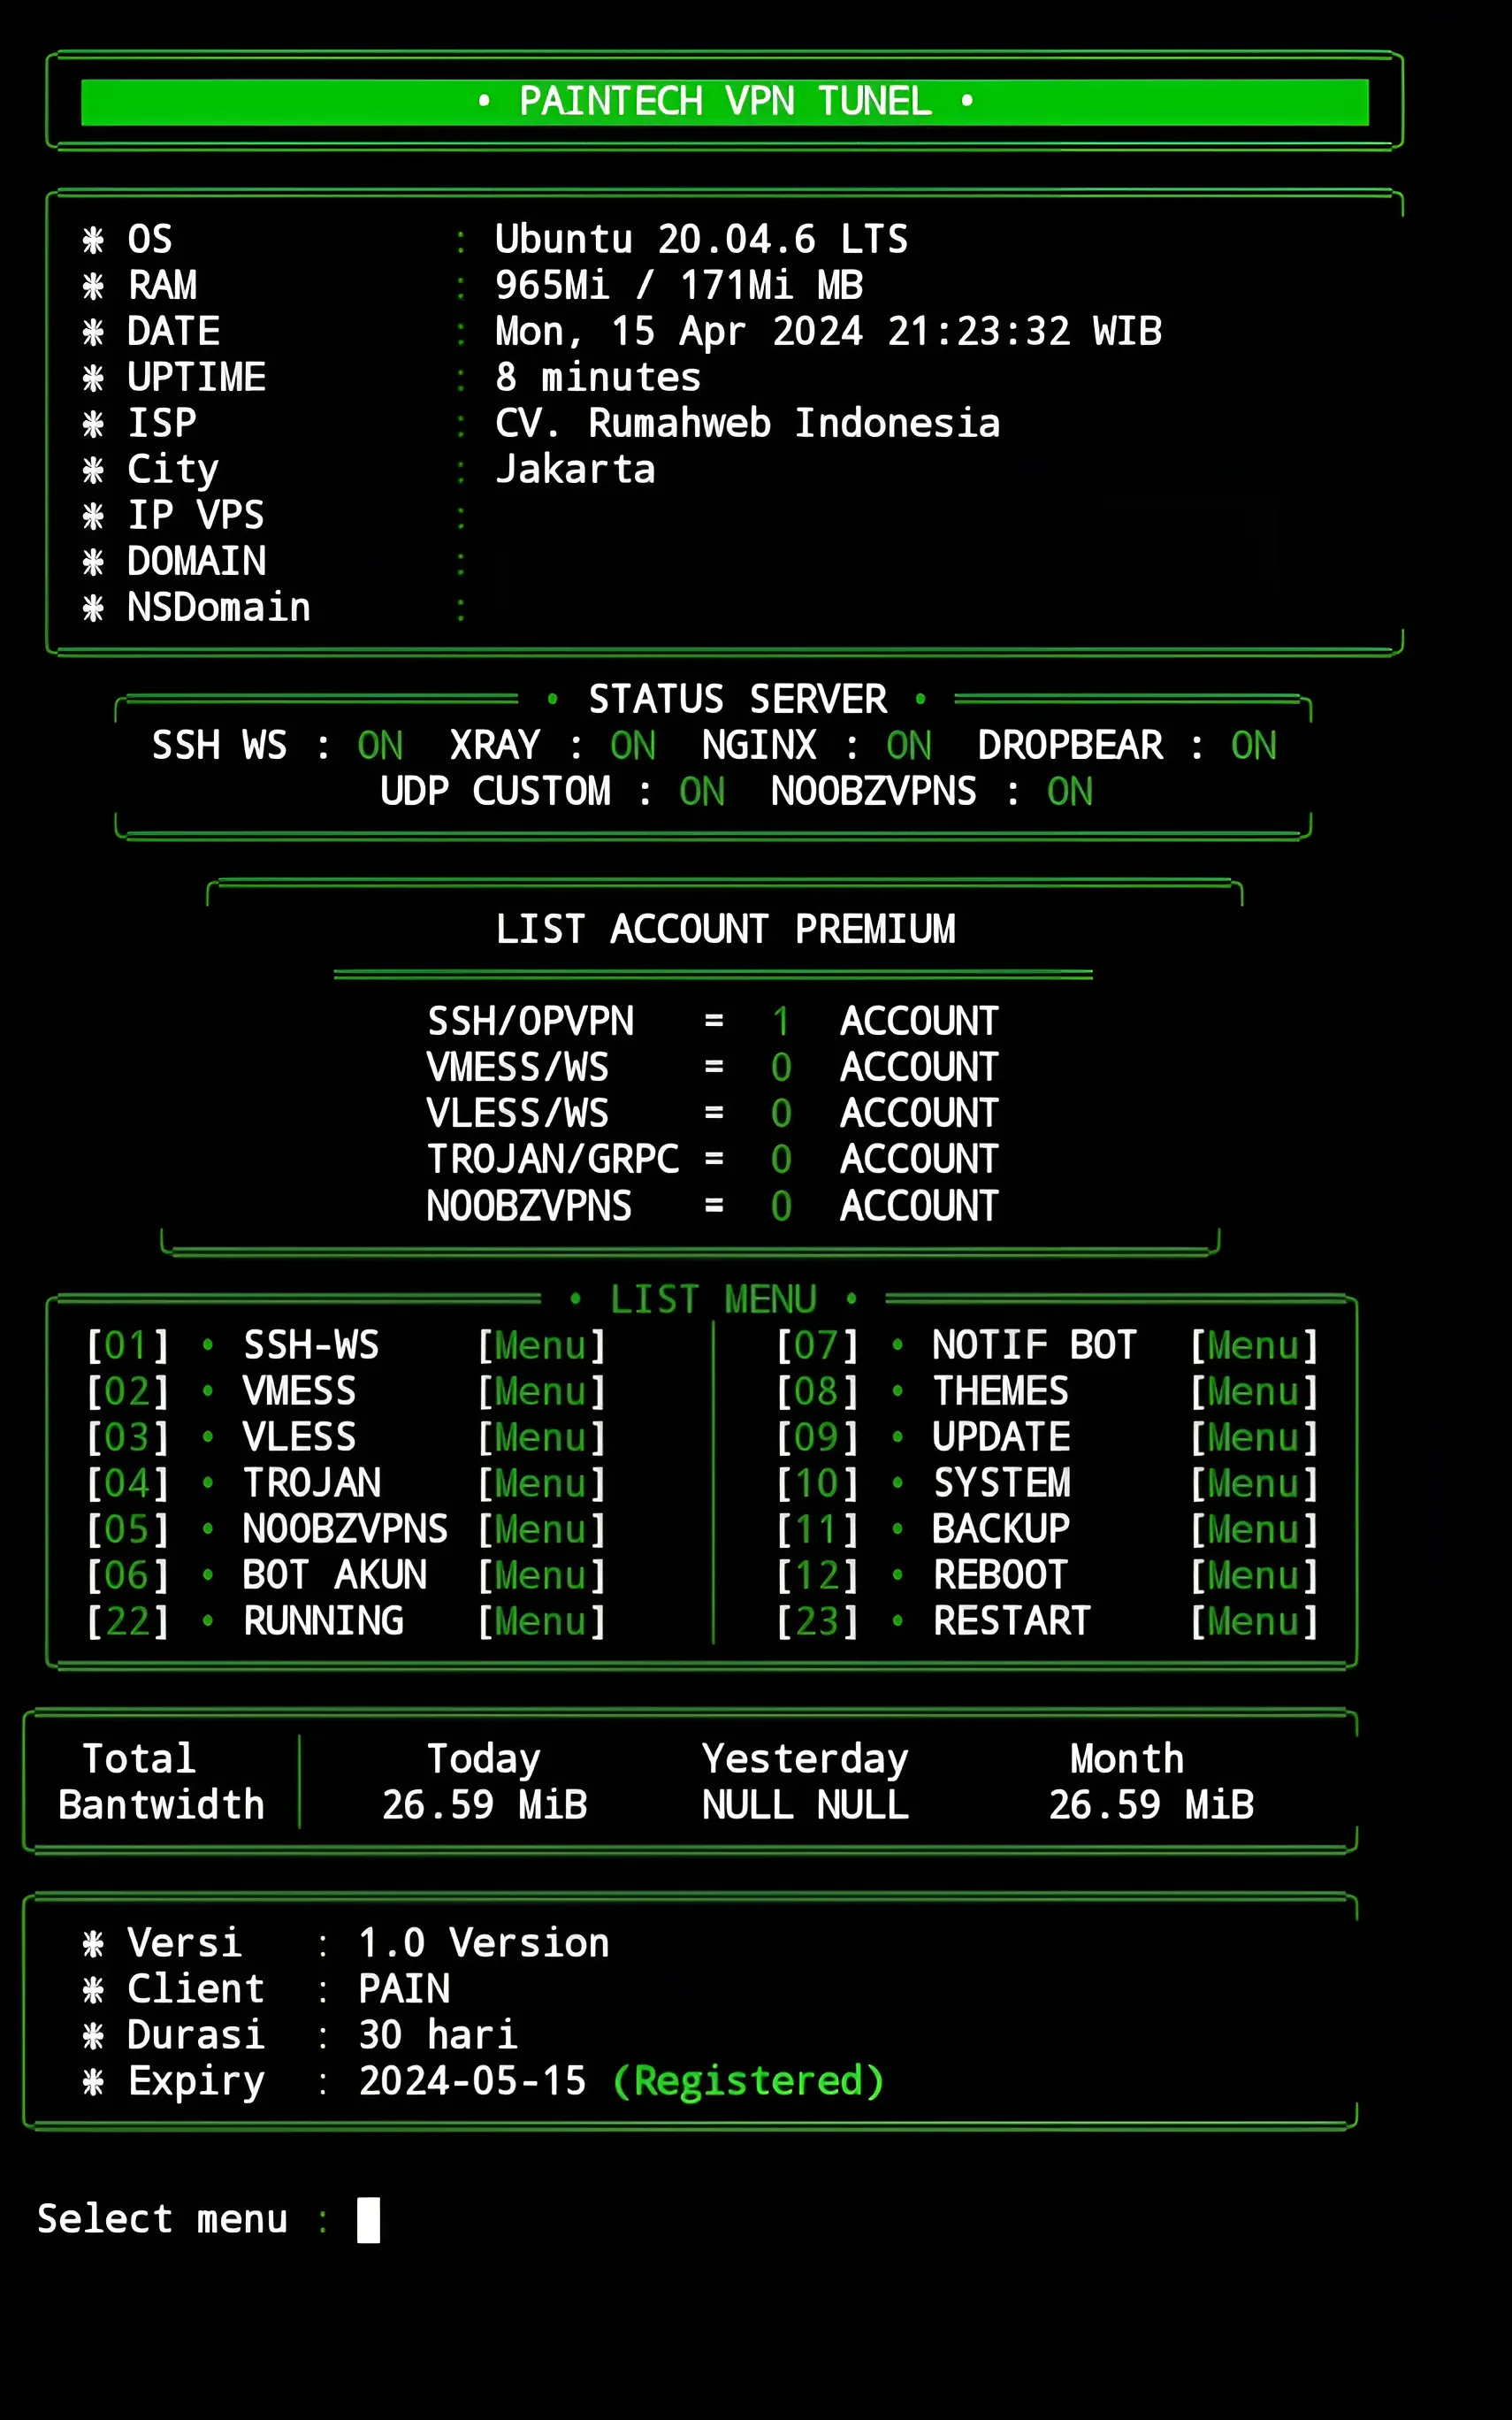 • PAINTECH VPN TUNEL •
❋ OS : Ubuntu 20.04.6 LTS
❋ RAM : 965Mi / 171Mi MB
❋ DATE : Mon, 15 Apr 2024 21:23:32 WIB
❋ UPTIME : 8 minutes
❋ ISP : CV. Rumahweb Indonesia
❋ City : Jakarta
❋ IP VPS :
❋ DOMAIN :
❋ NSDomain :
• STATUS SERVER •
SSH WS : ON XRAY : ON NGINX : ON DROPBEAR : ON
UDP CUSTOM : ON NOOBZVPNS : ON
LIST ACCOUNT PREMIUM
SSH/OPVPN = 1 ACCOUNT
VMESS/WS = 0 ACCOUNT
VLESS/WS = 0 ACCOUNT
TROJAN/GRPC = 0 ACCOUNT
NOOBZVPNS = 0 ACCOUNT
• LIST MENU •
[01] • SSH-WS [Menu] [07] • NOTIF BOT [Menu]
[02] • VMESS [Menu] [08] • THEMES [Menu]
[03] • VLESS [Menu] [09] • UPDATE [Menu]
[04] • TROJAN [Menu] [10] • SYSTEM [Menu]
[05] • NOOBZVPNS [Menu] [11] • BACKUP [Menu]
[06] • BOT AKUN [Menu] [12] • REBOOT [Menu]
[22] • RUNNING [Menu] [23] • RESTART [Menu]
Total Today Yesterday Month
Bantwidth 26.59 MiB NULL NULL 26.59 MiB
❋ Versi : 1.0 Version
❋ Client : PAIN
❋ Durasi : 30 hari
❋ Expiry : 2024-05-15 (Registered)
Select menu :